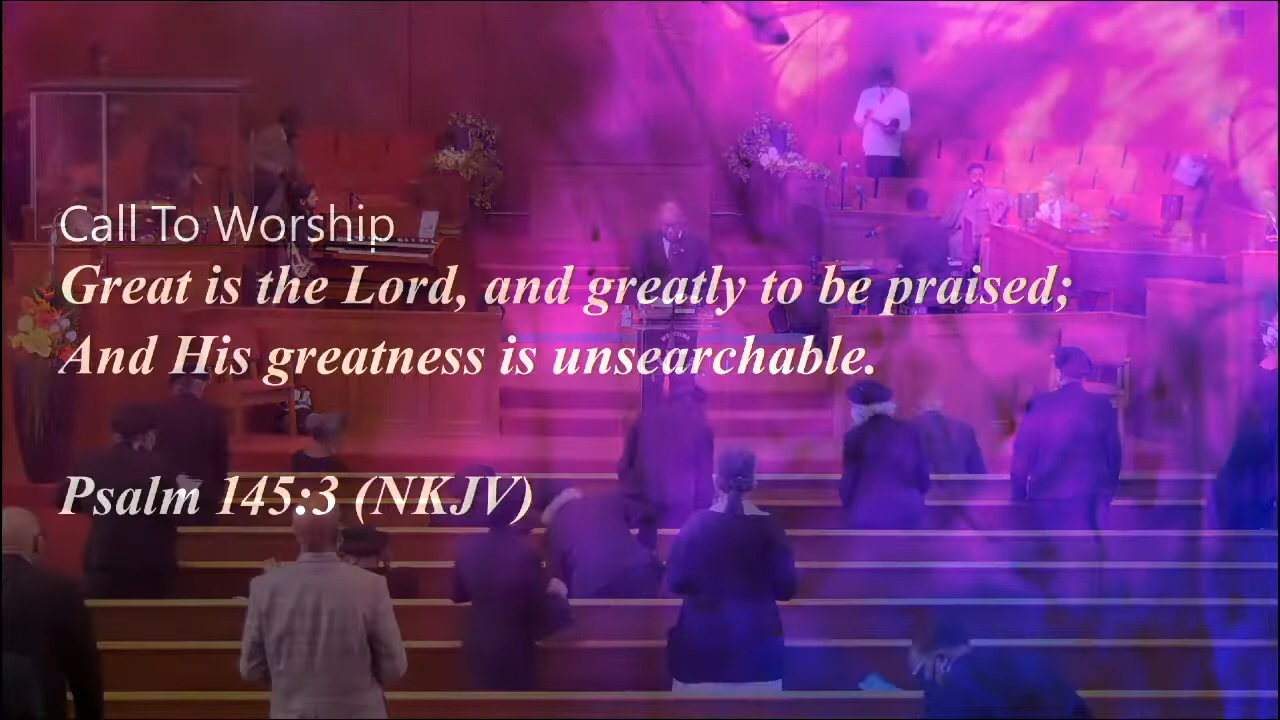 Call To Worship
Great is the Lord, and greatly to be praised;
And His greatness is unsearchable.
Psalm 145:3 (NKJV)